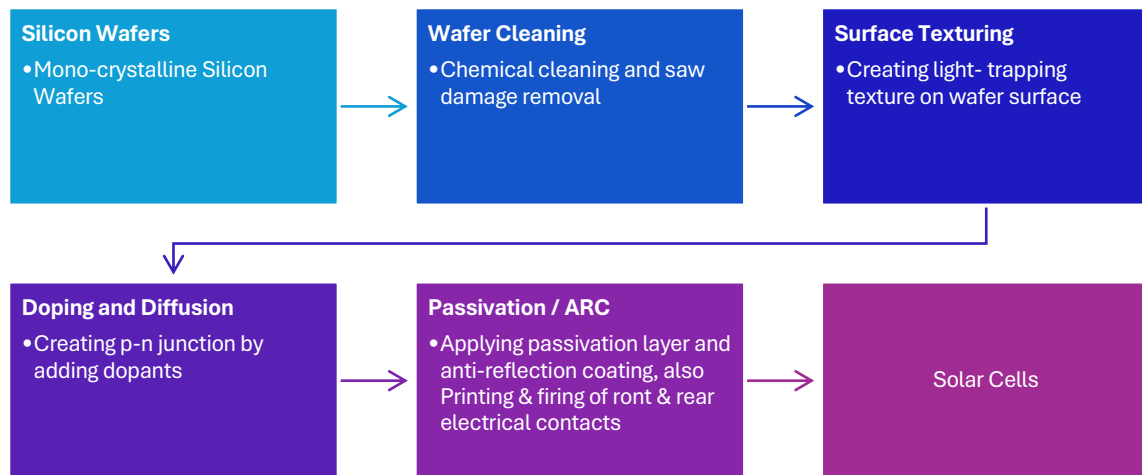 Silicon Wafers
•Mono-crystalline Silicon
Wafers
Wafer Cleaning
•Chemical cleaning and saw
damage removal
Surface Texturing
•Creating light- trapping
texture on wafer surface
Doping and Diffusion
•Creating p-n junction by
adding dopants
Passivation / ARC
•Applying passivation layer and
anti-reflection coating, also
Printing & firing of ront & rear
electrical contacts
Solar Cells